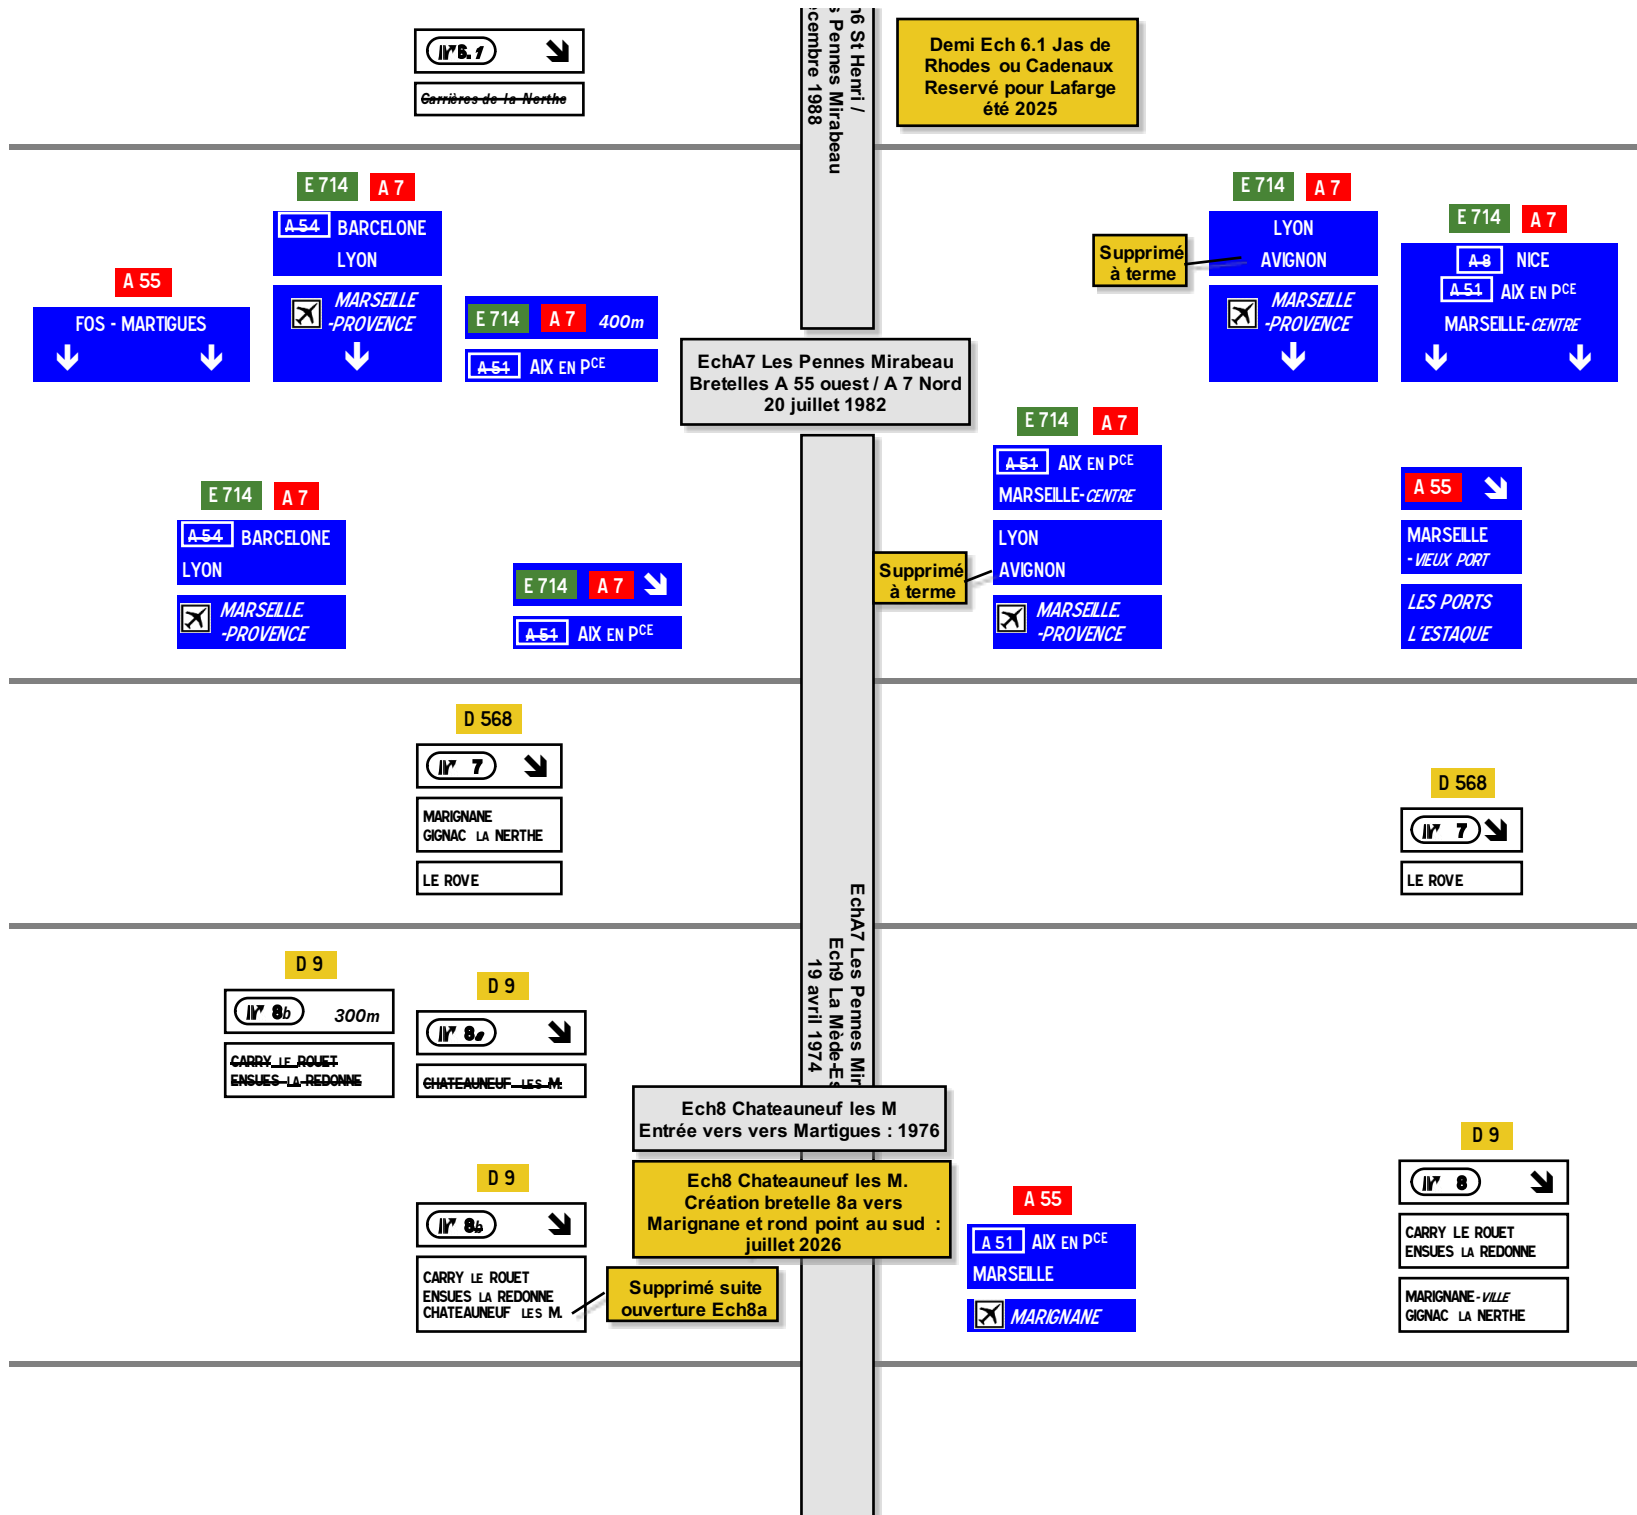 6.1
Carrières de la Nerthe
6 St Henri /
s Pennes Mirabeau
cembre 1988
Demi Ech 6.1 Jas de
Rhodes ou Cadenaux
Reservé pour Lafarge
été 2025
A 55
FOS - MARTIGUES
E 714 A 7
A 54 BARCELONE
LYON
MARSEILLE
-PROVENCE
E 714 A 7 400m
A 51 AIX EN PCE
EchA7 Les Pennes Mirabeau
Bretelles A 55 ouest / A 7 Nord
20 juillet 1982
Supprimé
à terme
E 714 A 7
LYON
AVIGNON
MARSEILLE
-PROVENCE
E 714 A 7
A 8 NICE
A 51 AIX EN PCE
MARSEILLE-CENTRE
E 714 A 7
A 54 BARCELONE
LYON
MARSEILLE
-PROVENCE
E 714 A 7
A 51 AIX EN PCE
Supprimé
à terme
E 714 A 7
A 51 AIX EN PCE
MARSEILLE-CENTRE
LYON
AVIGNON
MARSEILLE
-PROVENCE
A 55
MARSEILLE
- VIEUX PORT
LES PORTS
L'ESTAQUE
D 568
7
MARIGNANE
GIGNAC LA NERTHE
LE ROVE
D 568
7
LE ROVE
EchA7 Les Pennes Mir
Ech9 La Mède-Es
19 avril 1974
D 9
8b 300m
CARRY LE ROUET
ENSUES LA REDONNE
D 9
8a
CHATEAUNEUF LES M.
Ech8 Chateauneuf les M
Entrée vers vers Martigues : 1976
D 9
8b
CARRY LE ROUET
ENSUES LA REDONNE
CHATEAUNEUF LES M.
Ech8 Chateauneuf les M.
Création bretelle 8a vers
Marignane et rond point au sud :
juillet 2026
Supprimé suite
ouverture Ech8a
A 55
A 51 AIX EN PCE
MARSEILLE
MARIGNANE
D 9
8
CARRY LE ROUET
ENSUES LA REDONNE
MARIGNANE-VILLE
GIGNAC LA NERTHE